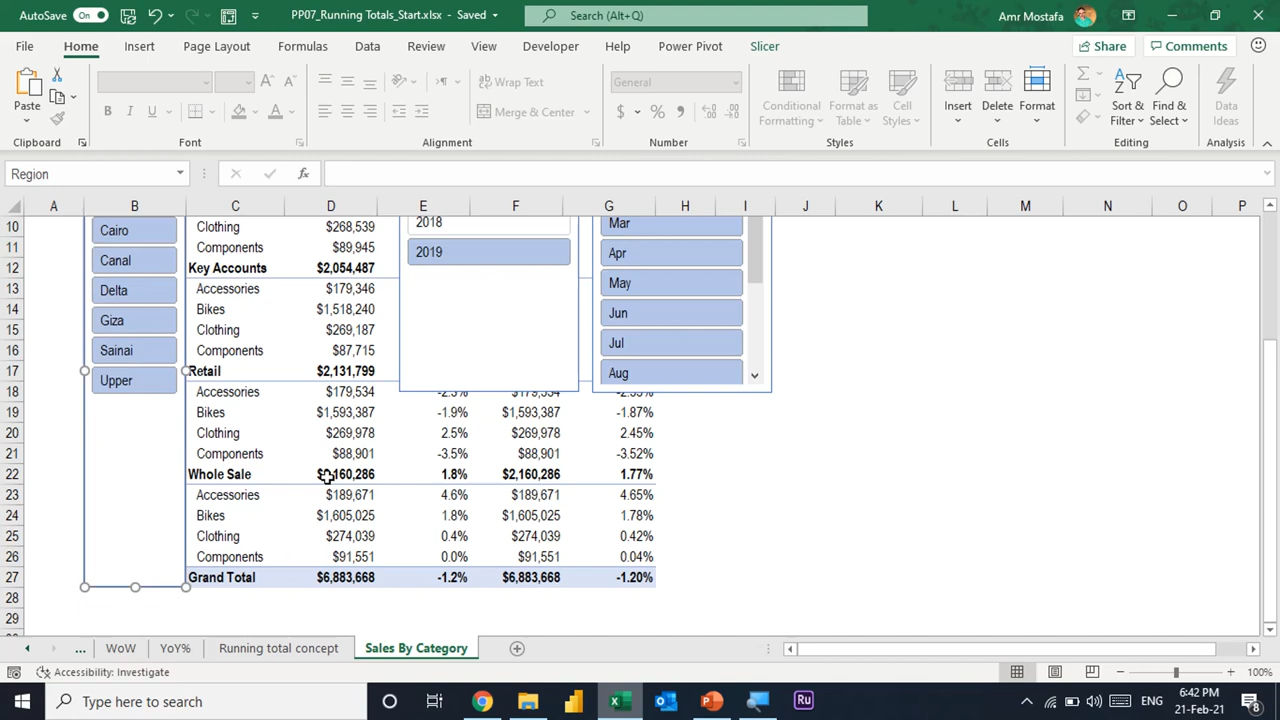 AutoSave On PP07_Running Totals_Start.xlsx - Saved Search (Alt+Q) Amr Mostafa
File Home Insert Page Layout Formulas Data Review View Developer Help Power Pivot Slicer Share Comments
Paste
B I U
Wrap Text
Merge & Center
General
$ % ,
Conditional Formatting
Format as Table
Cell Styles
Insert Delete Format
Sort & Filter
Find & Select
Data Ideas
Clipboard Font Alignment Number Styles Cells Editing Analysis
Region fx
A B C D E F G H I J K L M N O P
10 Cairo Clothing $268,539 2018 Mar
11 Components $89,945 2019 Apr
12 Canal Key Accounts $2,054,487
13 Delta Accessories $179,346 May
14 Bikes $1,518,240 Jun
15 Giza Clothing $269,187
16 Sainai Components $87,715 Jul
17 Upper Retail $2,131,799 Aug
18 Accessories $179,534 -2.3% $179,534 -2.35%
19 Bikes $1,593,387 -1.9% $1,593,387 -1.87%
20 Clothing $269,978 2.5% $269,978 2.45%
21 Components $88,901 -3.5% $88,901 -3.52%
22 Whole Sale $2,160,286 1.8% $2,160,286 1.77%
23 Accessories $189,671 4.6% $189,671 4.65%
24 Bikes $1,605,025 1.8% $1,605,025 1.78%
25 Clothing $274,039 0.4% $274,039 0.42%
26 Components $91,551 0.0% $91,551 0.04%
27 Grand Total $6,883,668 -1.2% $6,883,668 -1.20%
28
29
... WoW YoY% Running total concept Sales By Category
Accessibility: Investigate 100%
Type here to search Ru ENG 6:42 PM
21-Feb-21 8